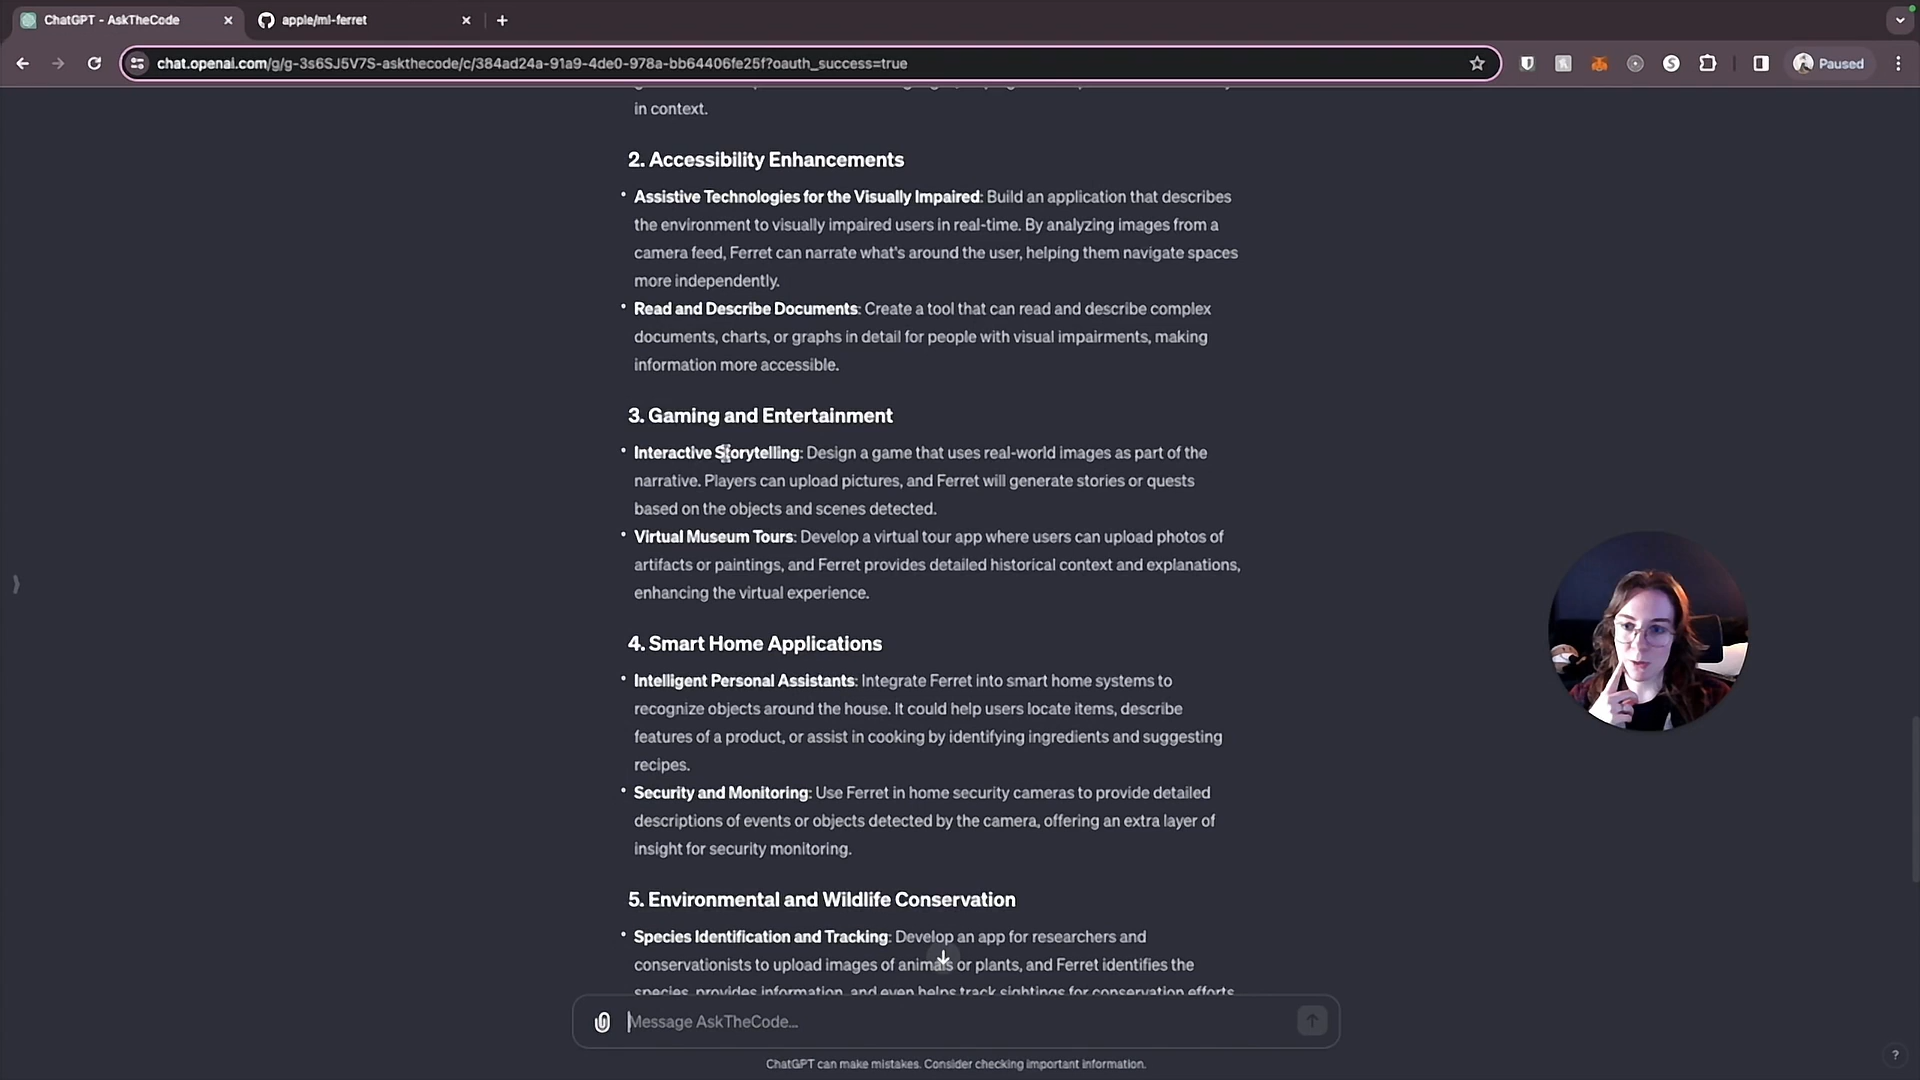 ChatGPT - AskTheCode
apple/ml-ferret
chat.openai.com/g/g-3s6SJ5V7S-askthecode/c/384ad24a-91a9-4de0-978a-bb64406fe25f?oauth_success=true
Paused
in context.
2. Accessibility Enhancements
• Assistive Technologies for the Visually Impaired: Build an application that describes
the environment to visually impaired users in real-time. By analyzing images from a
camera feed, Ferret can narrate what's around the user, helping them navigate spaces
more independently.
• Read and Describe Documents: Create a tool that can read and describe complex
documents, charts, or graphs in detail for people with visual impairments, making
information more accessible.
3. Gaming and Entertainment
• Interactive Storytelling: Design a game that uses real-world images as part of the
narrative. Players can upload pictures, and Ferret will generate stories or quests
based on the objects and scenes detected.
• Virtual Museum Tours: Develop a virtual tour app where users can upload photos of
artifacts or paintings, and Ferret provides detailed historical context and explanations,
enhancing the virtual experience.
4. Smart Home Applications
• Intelligent Personal Assistants: Integrate Ferret into smart home systems to
recognize objects around the house. It could help users locate items, describe
features of a product, or assist in cooking by identifying ingredients and suggesting
recipes.
• Security and Monitoring: Use Ferret in home security cameras to provide detailed
descriptions of events or objects detected by the camera, offering an extra layer of
insight for security monitoring.
5. Environmental and Wildlife Conservation
• Species Identification and Tracking: Develop an app for researchers and
conservationists to upload images of animals or plants, and Ferret identifies the
species, provides information, and even helps track sightings for conservation efforts
Message AskTheCode...
ChatGPT can make mistakes. Consider checking important information.
?